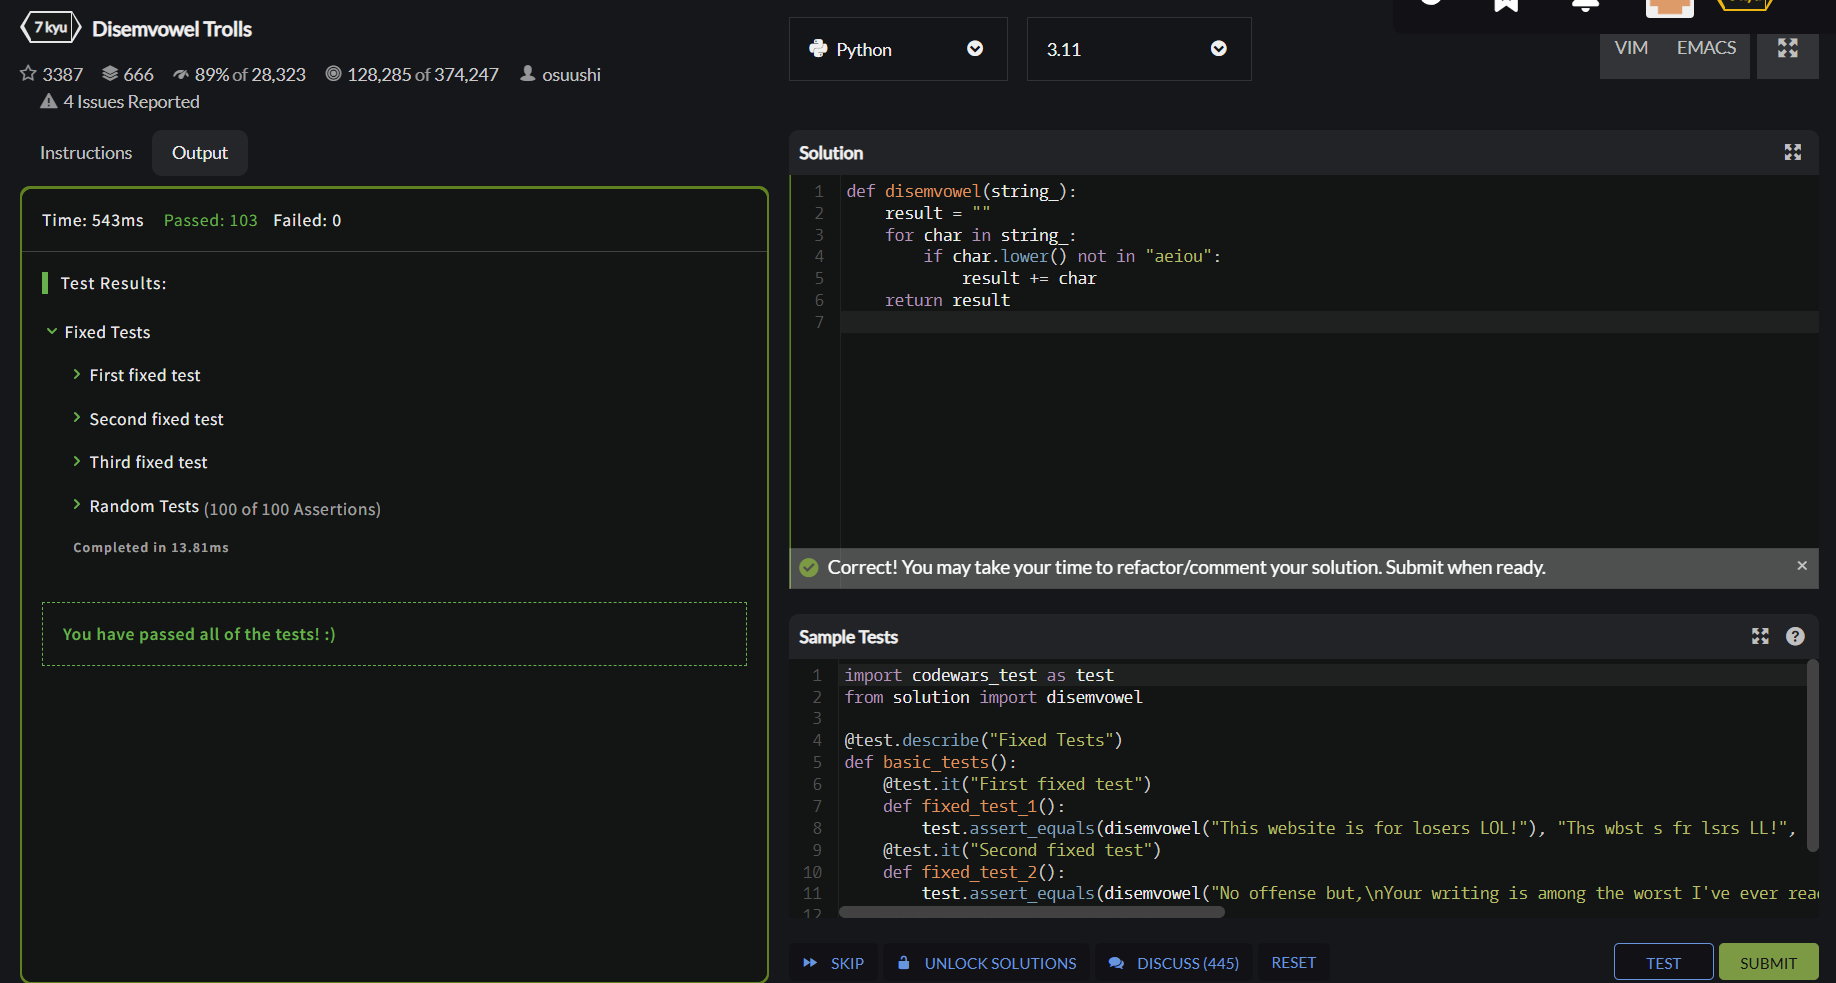 7 kyu Disemvowel Trolls
3387 666 89% of 28,323 128,285 of 374,247 osuushi
4 Issues Reported
Instructions Output
Time: 543ms Passed: 103 Failed: 0
Test Results:
Fixed Tests
First fixed test
Second fixed test
Third fixed test
Random Tests (100 of 100 Assertions)
Completed in 13.81ms
You have passed all of the tests! :)
Python 3.11
VIM EMACS
Solution
1 def disemvowel(string_):
2     result = ""
3     for char in string_:
4         if char.lower() not in "aeiou":
5             result += char
6     return result
7
Correct! You may take your time to refactor/comment your solution. Submit when ready. ×
Sample Tests ?
1 import codewars_test as test
2 from solution import disemvowel
3
4 @test.describe("Fixed Tests")
5 def basic_tests():
6     @test.it("First fixed test")
7     def fixed_test_1():
8         test.assert_equals(disemvowel("This website is for losers LOL!"), "Ths wbst s fr lsrs LL!",
9     @test.it("Second fixed test")
10     def fixed_test_2():
11         test.assert_equals(disemvowel("No offense but,\nYour writing is among the worst I've ever rea
12
SKIP UNLOCK SOLUTIONS DISCUSS (445) RESET TEST SUBMIT